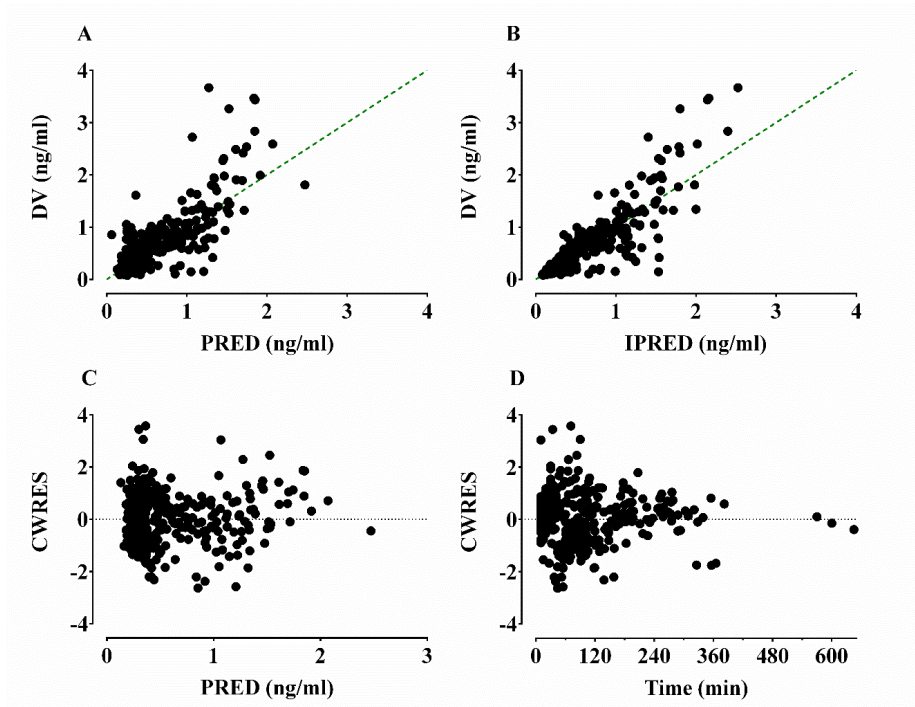 A
B
4
3
2
1
0
DV (ng/ml)
0 1 2 3 4
PRED (ng/ml)
4
3
2
1
0
DV (ng/ml)
0 1 2 3 4
IPRED (ng/ml)
C
D
4
2
0
-2
-4
CWRES
0 1 2 3
PRED (ng/ml)
4
2
0
-2
-4
CWRES
0 120 240 360 480 600
Time (min)